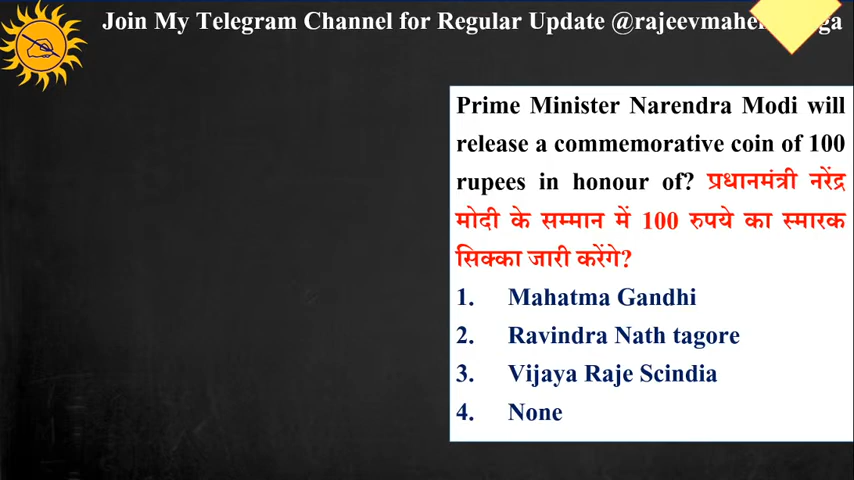 Join My Telegram Channel for Regular Update
Prime Minister Narendra Modi will
release a commemorative coin of 100
rupees in honour of? प्रधानमंत्री नरेंद्र
मोदी के सम्मान में 100 रुपये का स्मारक
सिक्का जारी करेंगे?
1. Mahatma Gandhi
2. Ravindra Nath tagore
3. Vijaya Raje Scindia
4. None